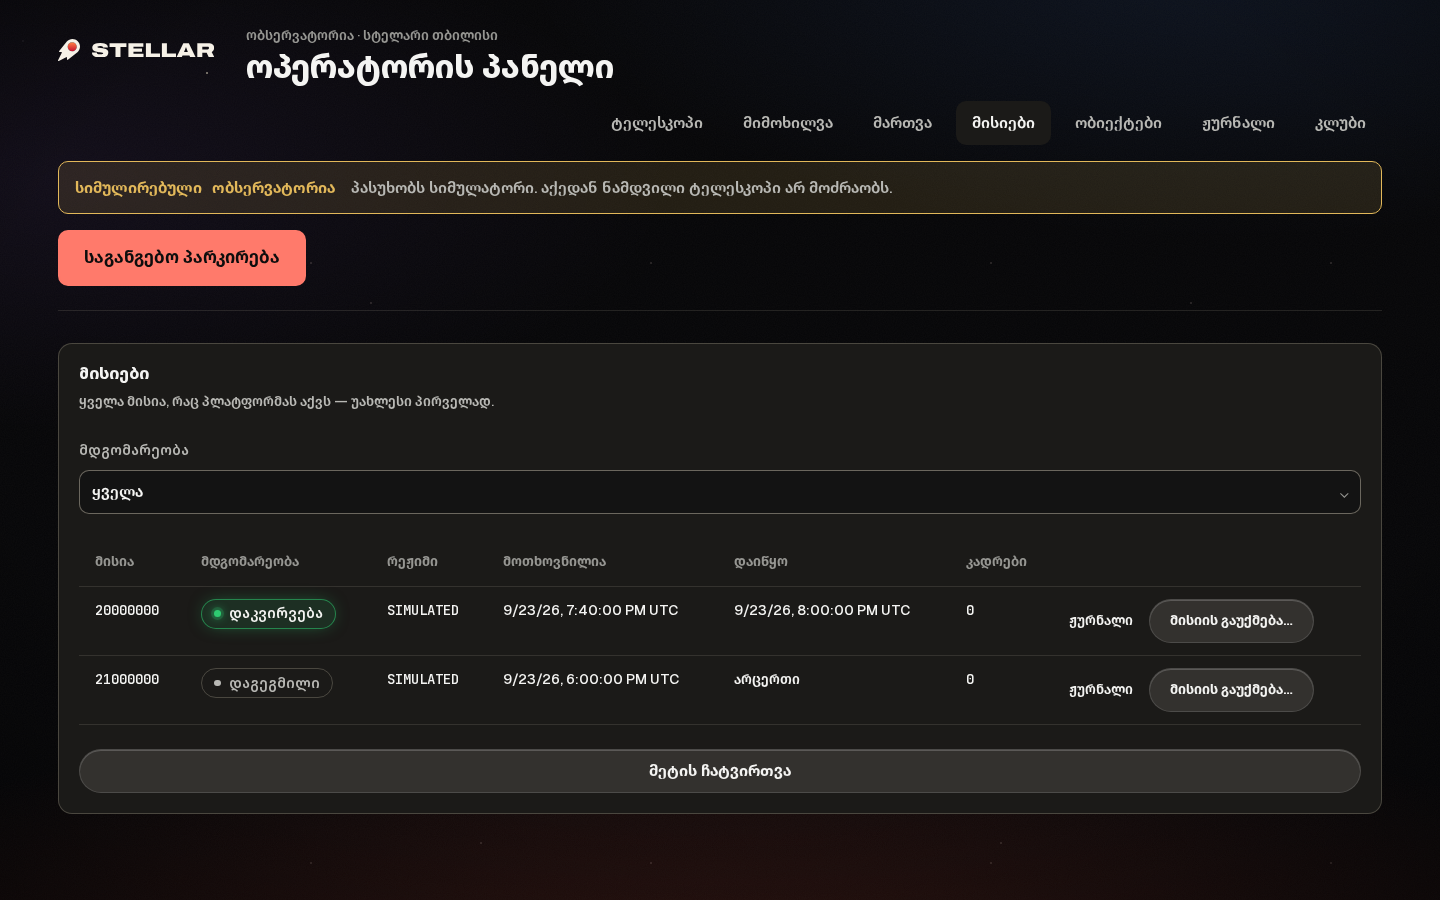 STELLAR
ობსერვატორია · სტელარი თბილისი
ოპერატორის პანელი
ტელესკოპი მიმოხილვა მართვა მისიები ობიექტები ჟურნალი კლუბი
სიმულირებული ობსერვატორია პასუხობს სიმულატორი. აქედან ნამდვილი ტელესკოპი არ მოძრაობს.
საგანგებო პარკირება
მისიები
ყველა მისია, რაც პლატფორმას აქვს — უახლესი პირველად.
მდგომარეობა
ყველა
მისია მდგომარეობა რეჟიმი მოთხოვნილია დაიწყო კადრები
20000000 დაკვირვება SIMULATED 9/23/26, 7:40:00 PM UTC 9/23/26, 8:00:00 PM UTC 0 ჟურნალი მისიის გაუქმება...
21000000 დაგეგმილი SIMULATED 9/23/26, 6:00:00 PM UTC არცერთი 0 ჟურნალი მისიის გაუქმება...
მეტის ჩატვირთვა